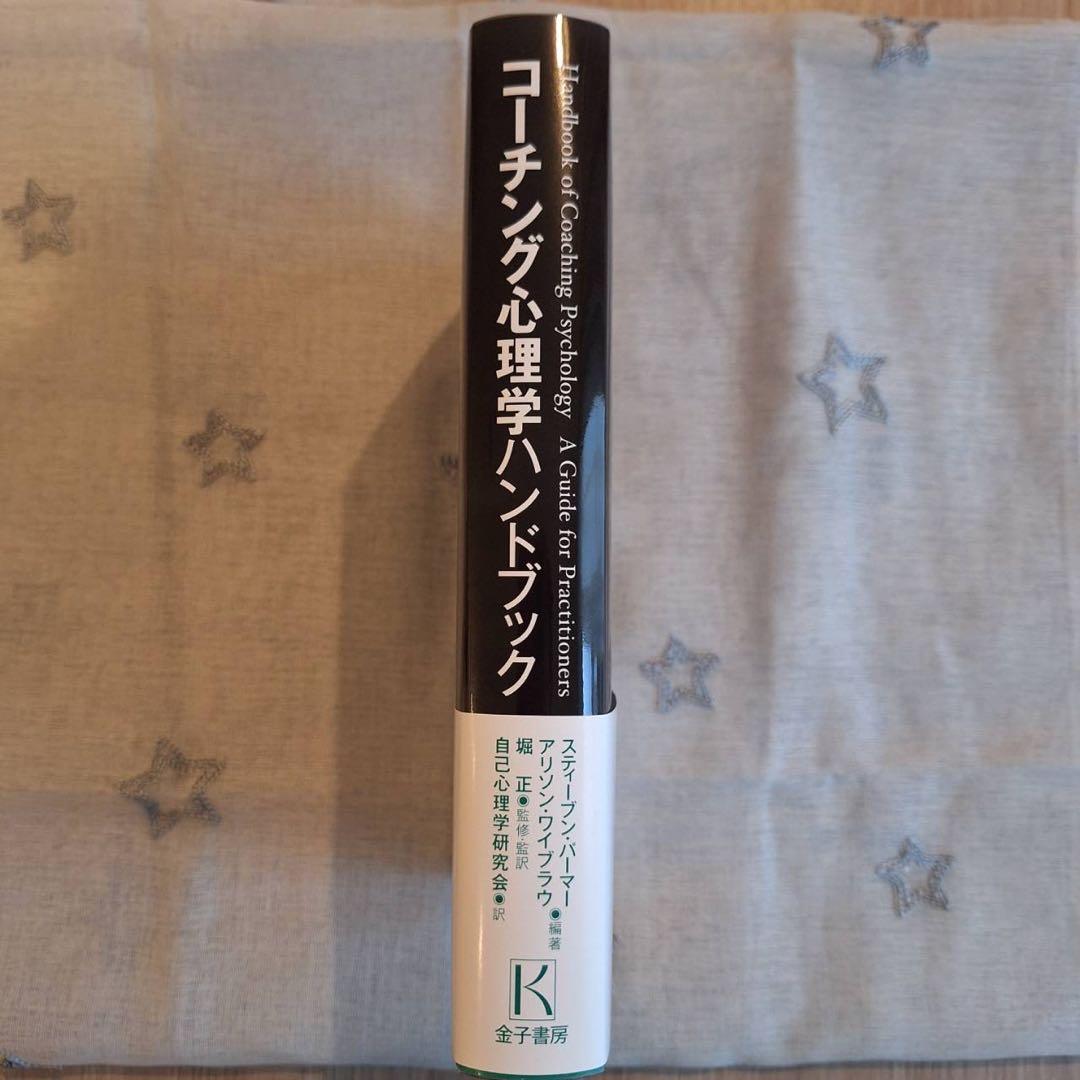 Handbook of Coaching Psychology A Guide for Practitioners
コーチング心理学ハンドブック
スティーブン・パーマー
アリソン・ワイブラウ◉編著
堀 正◉監修・監訳
自己心理学研究会◉訳
K
金子書房